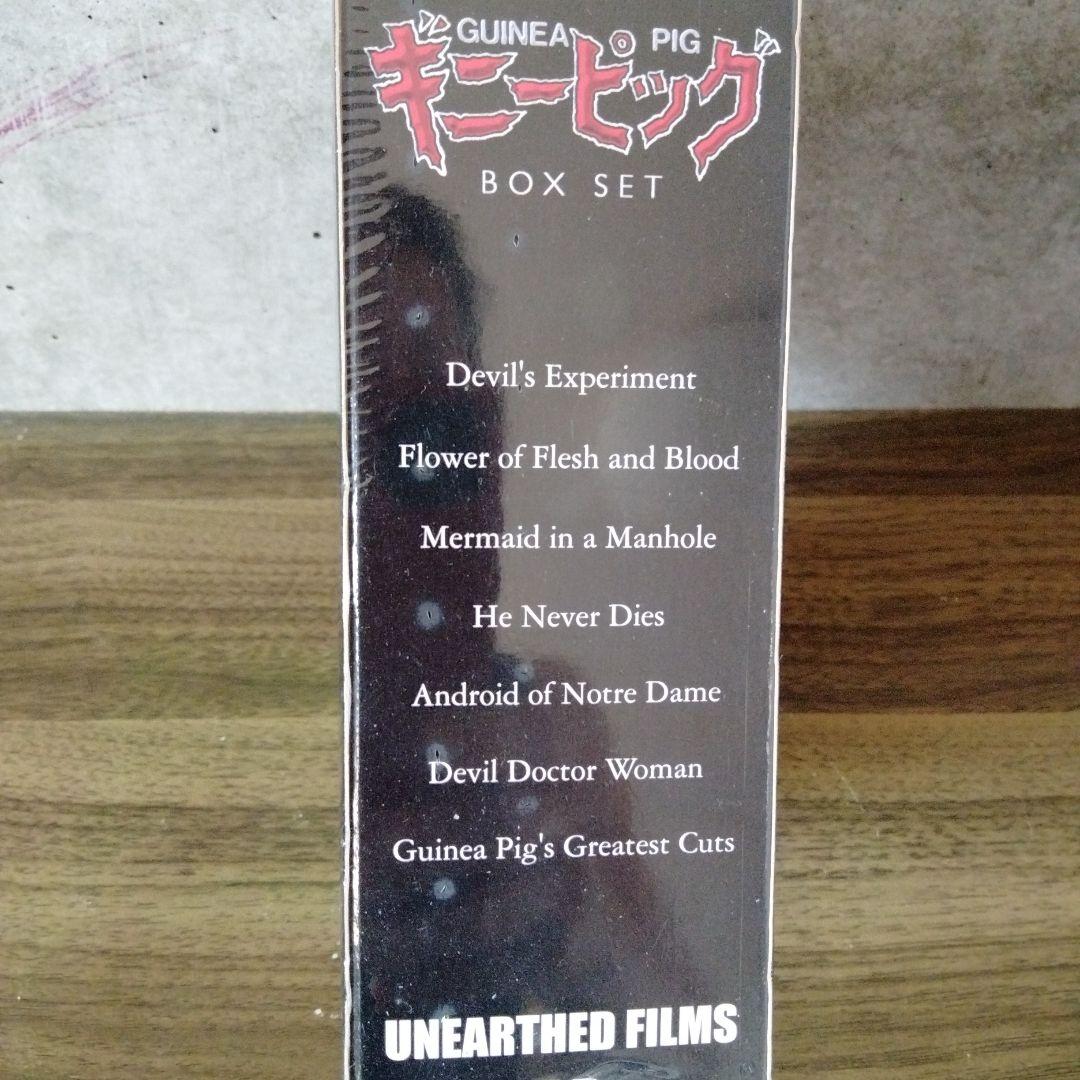 GUINEA PIG
ギニーピッグ
BOX SET
Devil's Experiment
Flower of Flesh and Blood
Mermaid in a Manhole
He Never Dies
Android of Notre Dame
Devil Doctor Woman
Guinea Pig's Greatest Cuts
UNEARTHED FILMS